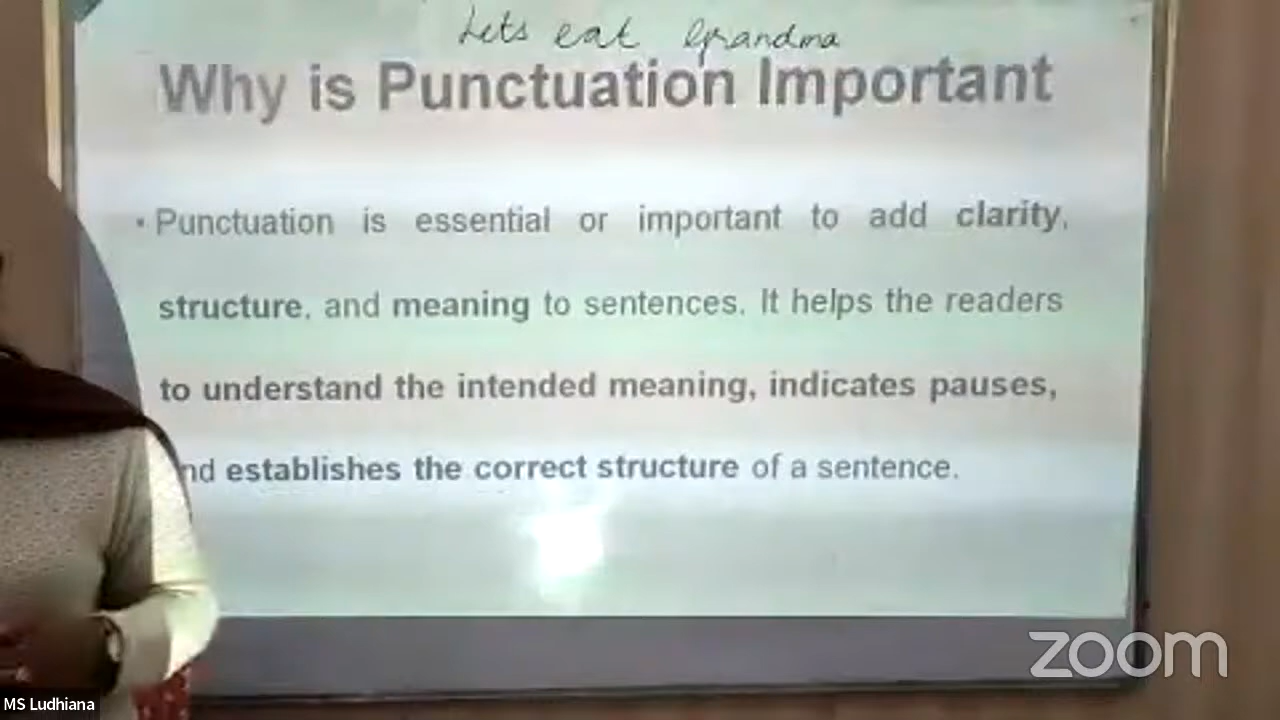 Lets eat Grandma
Why is Punctuation Important
• Punctuation is essential or important to add clarity,
structure, and meaning to sentences. It helps the readers
to understand the intended meaning, indicates pauses,
nd establishes the correct structure of a sentence.
zoom
MS Ludhiana